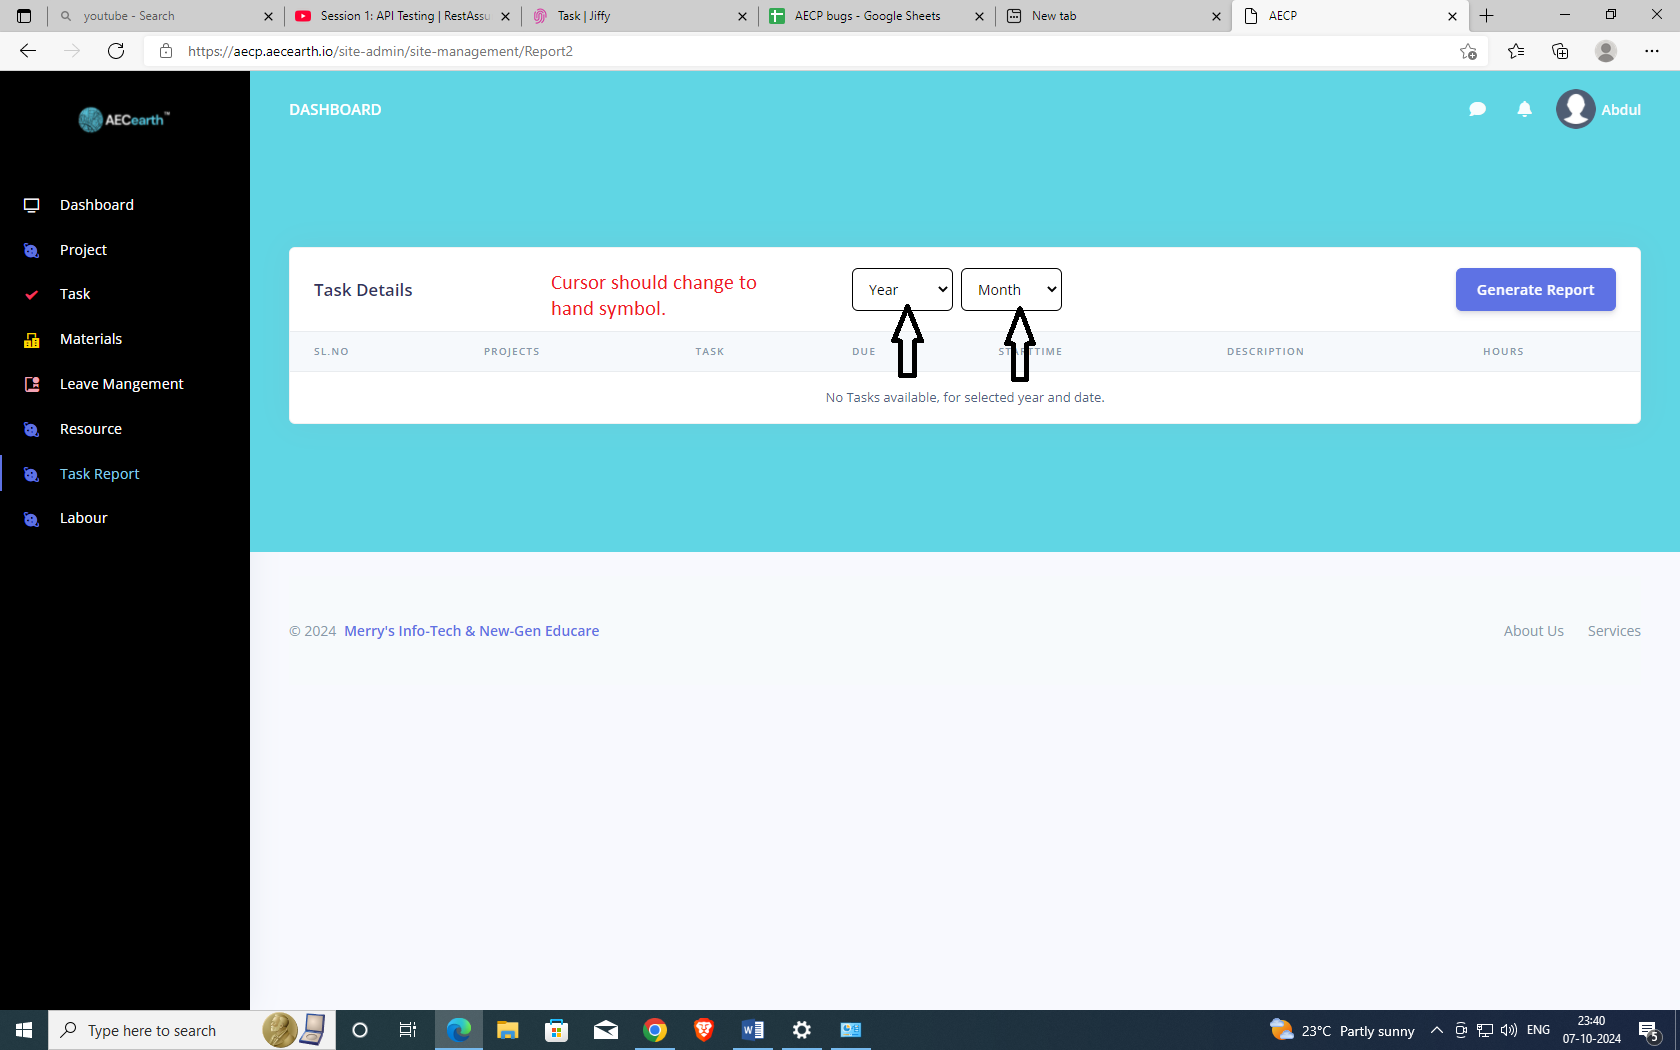 youtube - Search
Session 1: API Testing | RestAssu
Task | Jiffy
AECP bugs - Google Sheets
New tab
AECP
https://aecp.aecearth.io/site-admin/site-management/Report2
AECearth™
DASHBOARD
Abdul
Dashboard
Project
Task
Materials
Leave Mangement
Resource
Task Report
Labour
Task Details
Cursor should change to
hand symbol.
Year
Month
Generate Report
SL.NO PROJECTS TASK DUE STARTTIME DESCRIPTION HOURS
No Tasks available, for selected year and date.
© 2024 Merry's Info-Tech & New-Gen Educare
About Us Services
Type here to search
23°C Partly sunny
ENG
23:40
07-10-2024
5